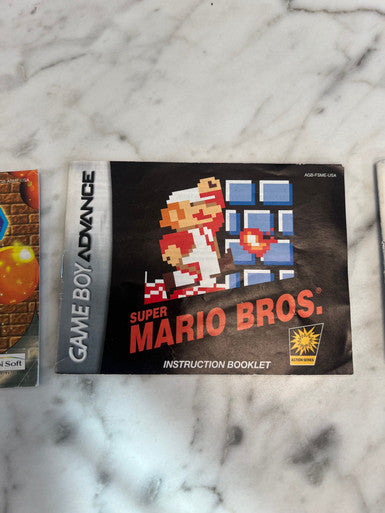 AGB-FSME-USA
GAME BOY ADVANCE
SUPER
MARIO BROS.®
ACTION SERIES
INSTRUCTION BOOKLET
Soft